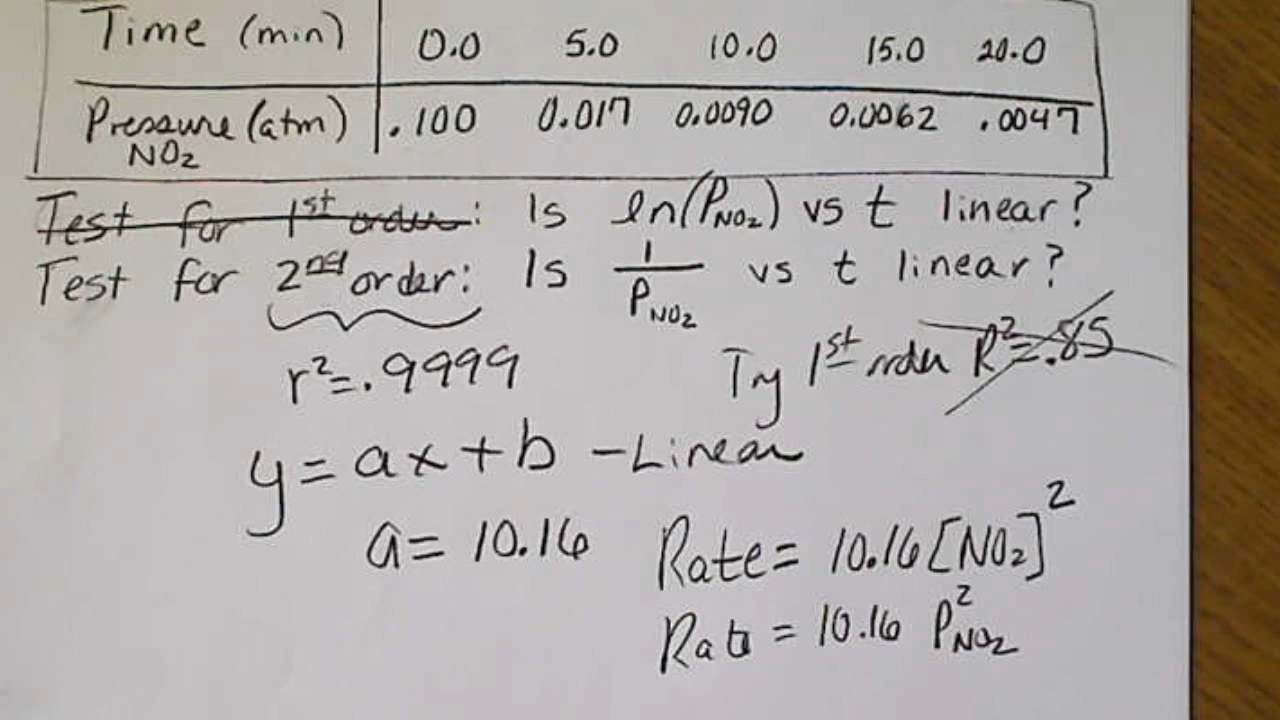 Time (min) 0.0 5.0 10.0 15.0 20.0
Pressure (atm) .100 0.017 0.0090 0.0062 .0047
NO₂
Test for 1st order: Is ln(P_NO₂) vs t linear?
Test for 2nd order: Is 1/P_NO₂ vs t linear?
r²=.9999 Try 1st order R²=.85
y=ax+b -Linear
a=10.16 Rate=10.16[NO₂]²
Rate=10.16 P²_NO₂